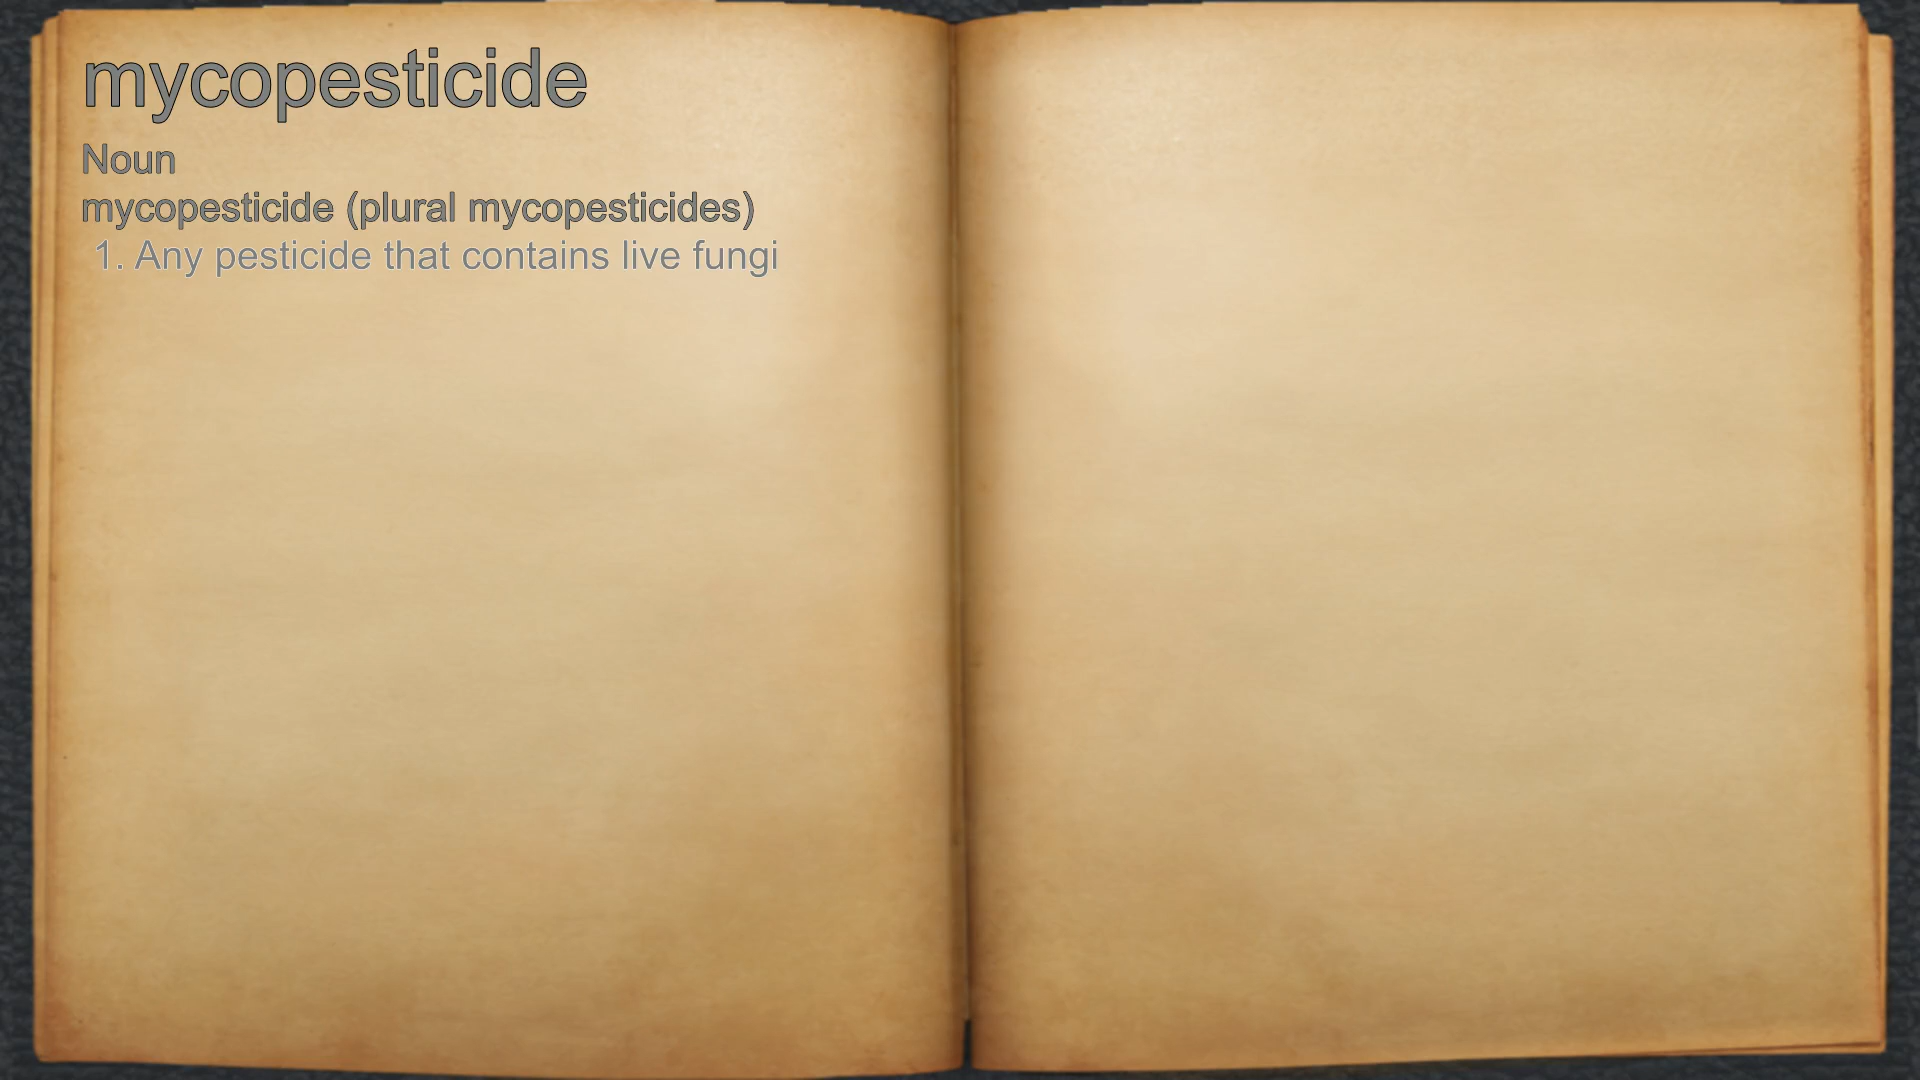 mycopesticide
Noun
mycopesticide (plural mycopesticides)
1. Any pesticide that contains live fungi